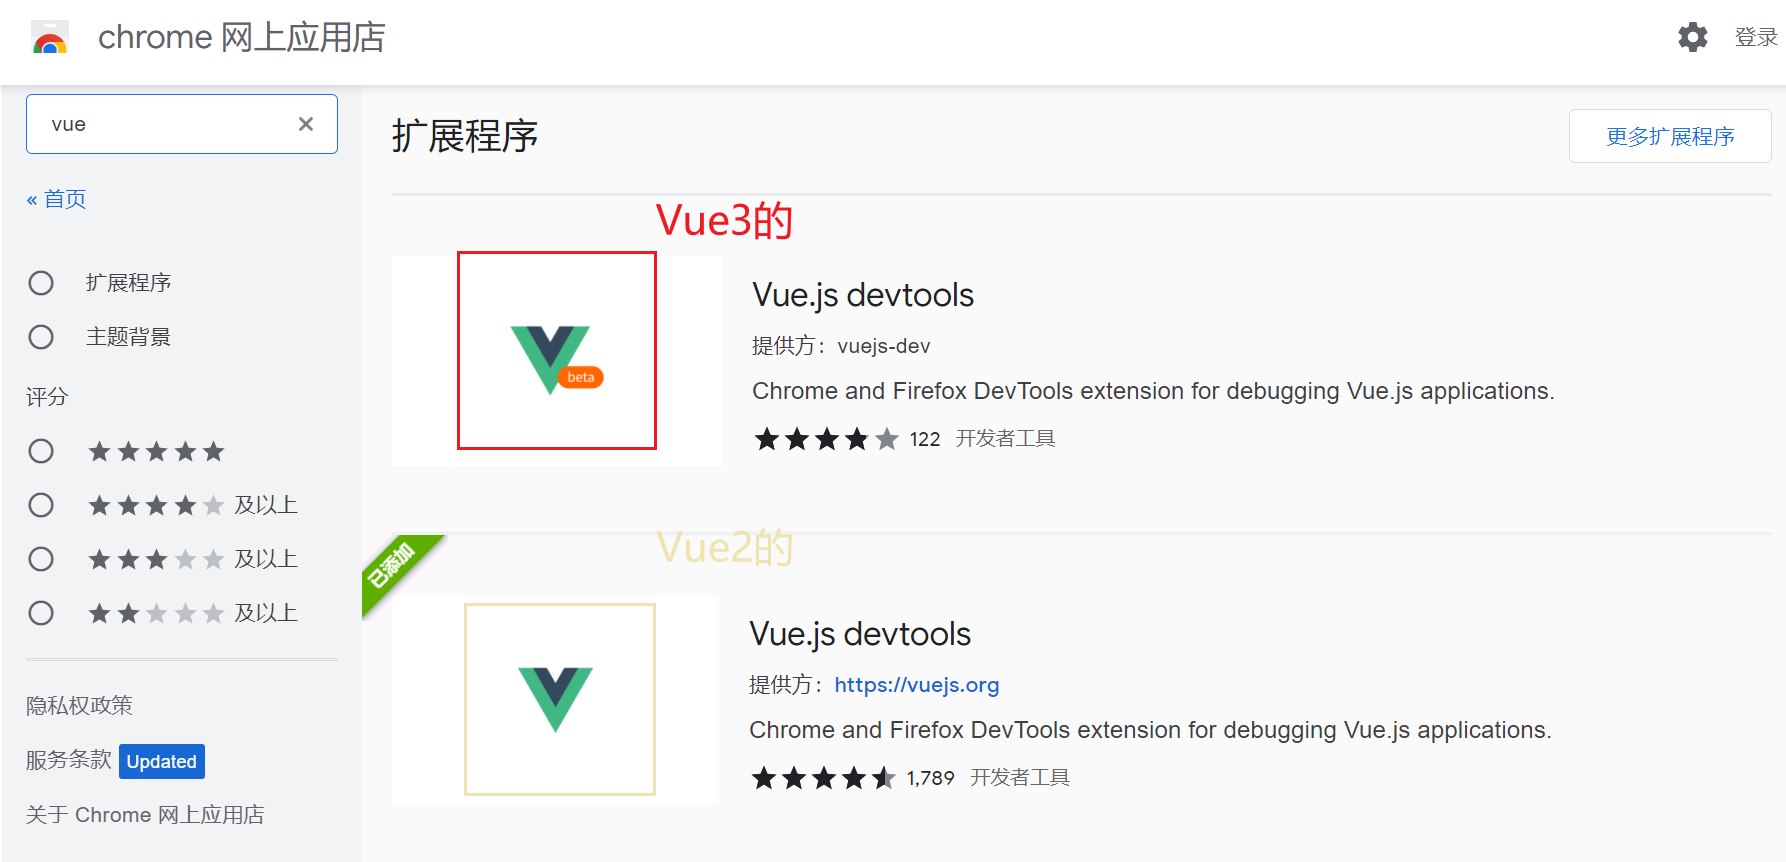 chrome 网上应用店
登录
vue
« 首页
扩展程序
主题背景
评分
及以上
及以上
及以上
隐私权政策
服务条款 Updated
关于 Chrome 网上应用店
扩展程序
更多扩展程序
Vue3的
beta
Vue.js devtools
提供方：vuejs-dev
Chrome and Firefox DevTools extension for debugging Vue.js applications.
122 开发者工具
Vue2的
已添加
Vue.js devtools
提供方：https://vuejs.org
Chrome and Firefox DevTools extension for debugging Vue.js applications.
1,789 开发者工具